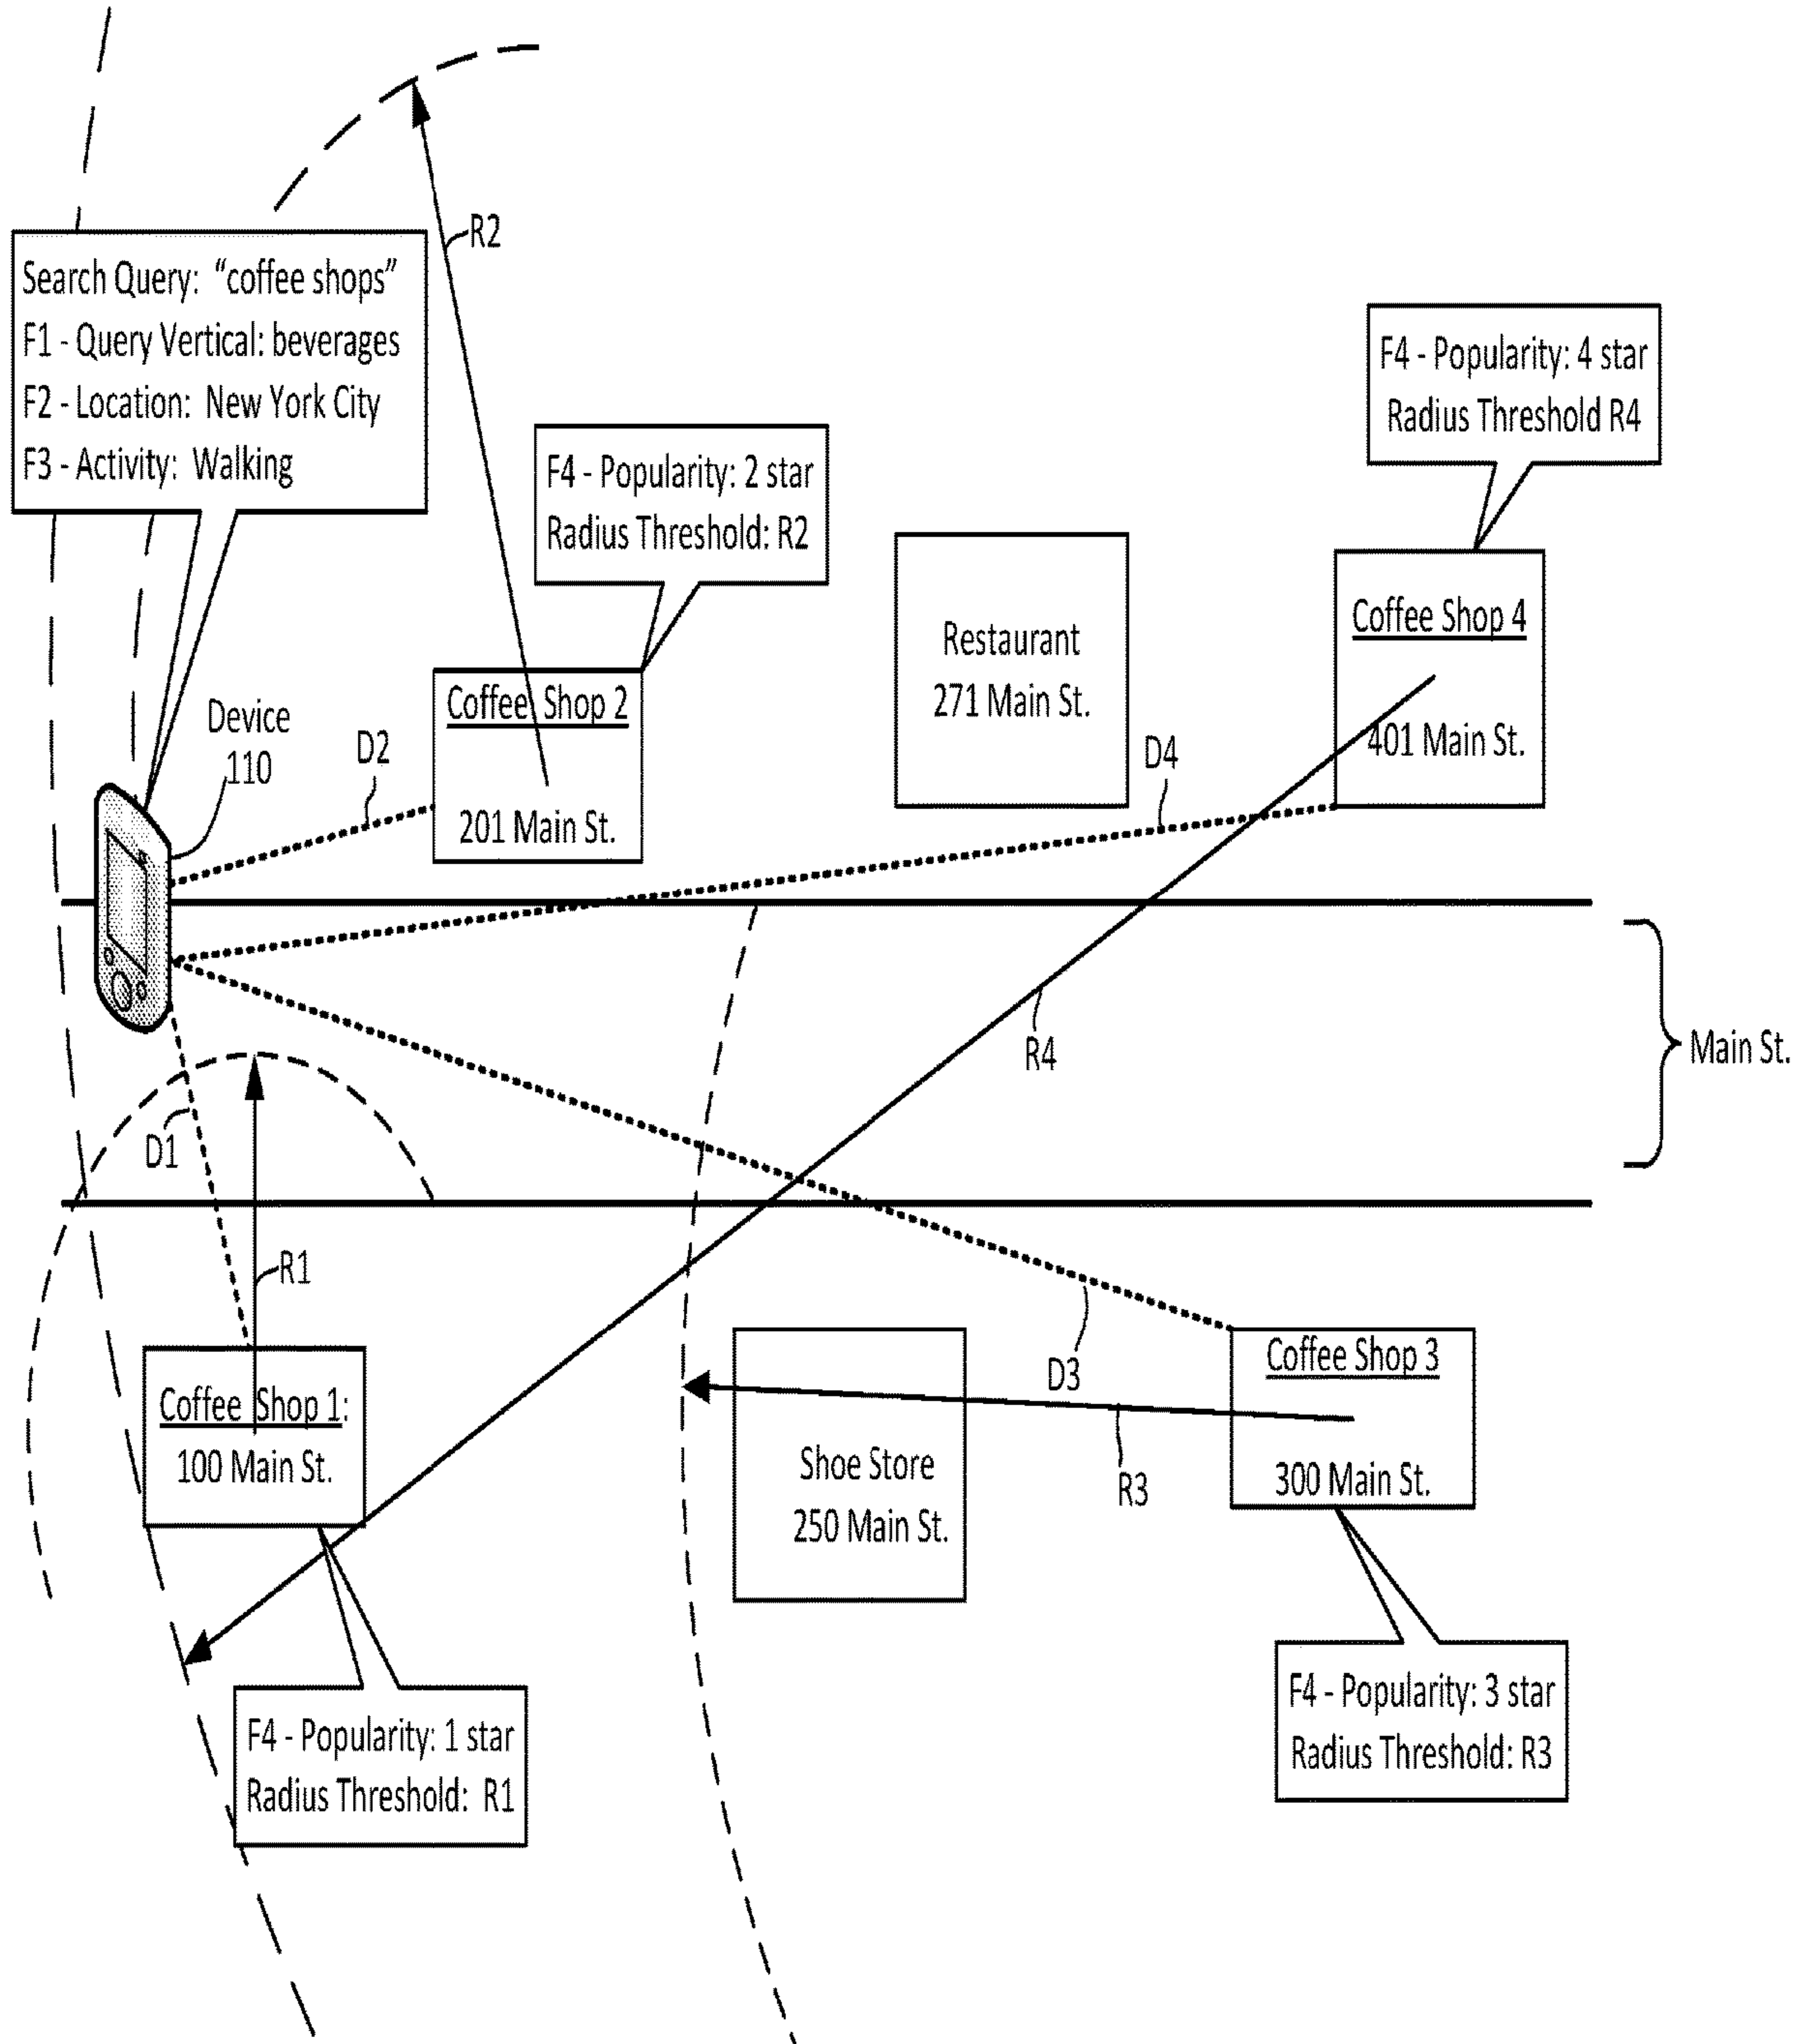 R2
Search Query: “coffee shops”
F1 - Query Vertical: beverages
F2 - Location: New York City
F3 - Activity: Walking
F4 - Popularity: 4 star
Radius Threshold R4
F4 - Popularity: 2 star
Radius Threshold: R2
Restaurant
271 Main St.
Coffee Shop 4
401 Main St.
Device
110
D2
Coffee Shop 2
201 Main St.
D4
R4
Main St.
D1
R1
D3
Coffee Shop 3
300 Main St.
Coffee Shop 1:
100 Main St.
Shoe Store
250 Main St.
R3
F4 - Popularity: 1 star
Radius Threshold: R1
F4 - Popularity: 3 star
Radius Threshold: R3